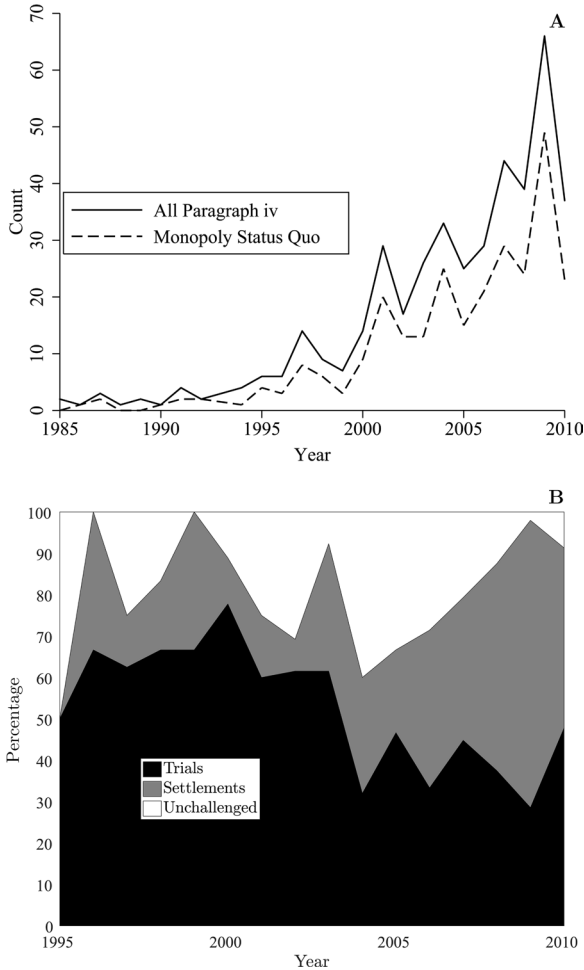 A
70
60
50
40
30
20
10
0
Count
All Paragraph iv
Monopoly Status Quo
1985 1990 1995 2000 2005 2010
Year
B
100
90
80
70
60
50
40
30
20
10
0
Percentage
Trials
Settlements
Unchallenged
1995 2000 2005 2010
Year